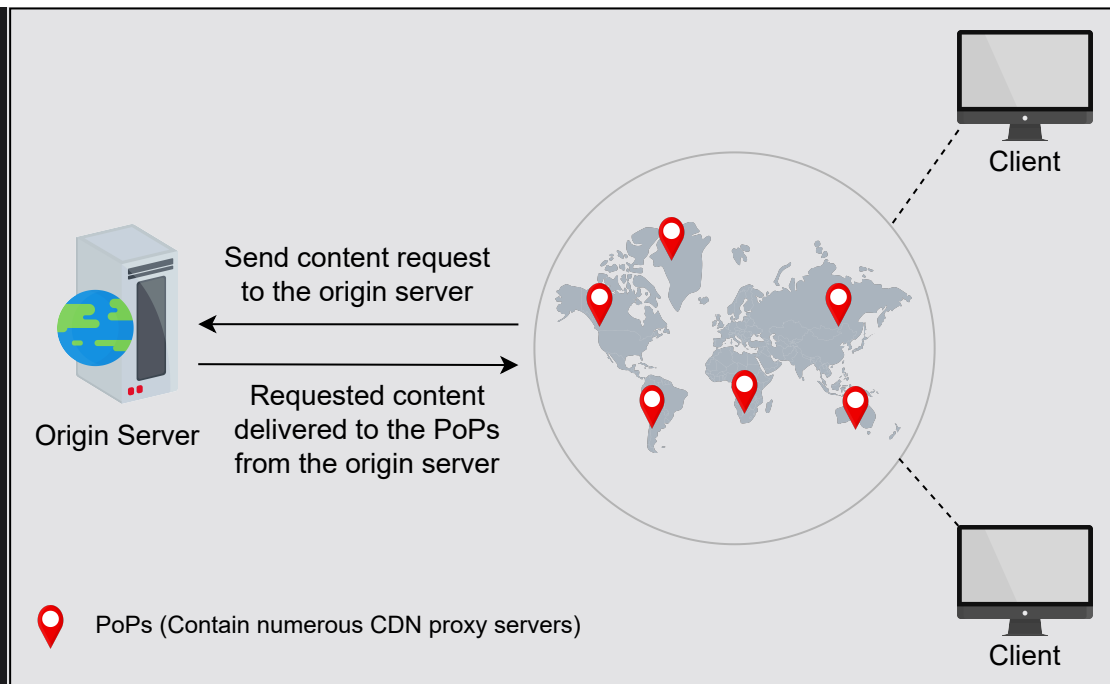 Client
Send content request
to the origin server
Requested content
delivered to the PoPs
from the origin server
Origin Server
PoPs (Contain numerous CDN proxy servers)
Client